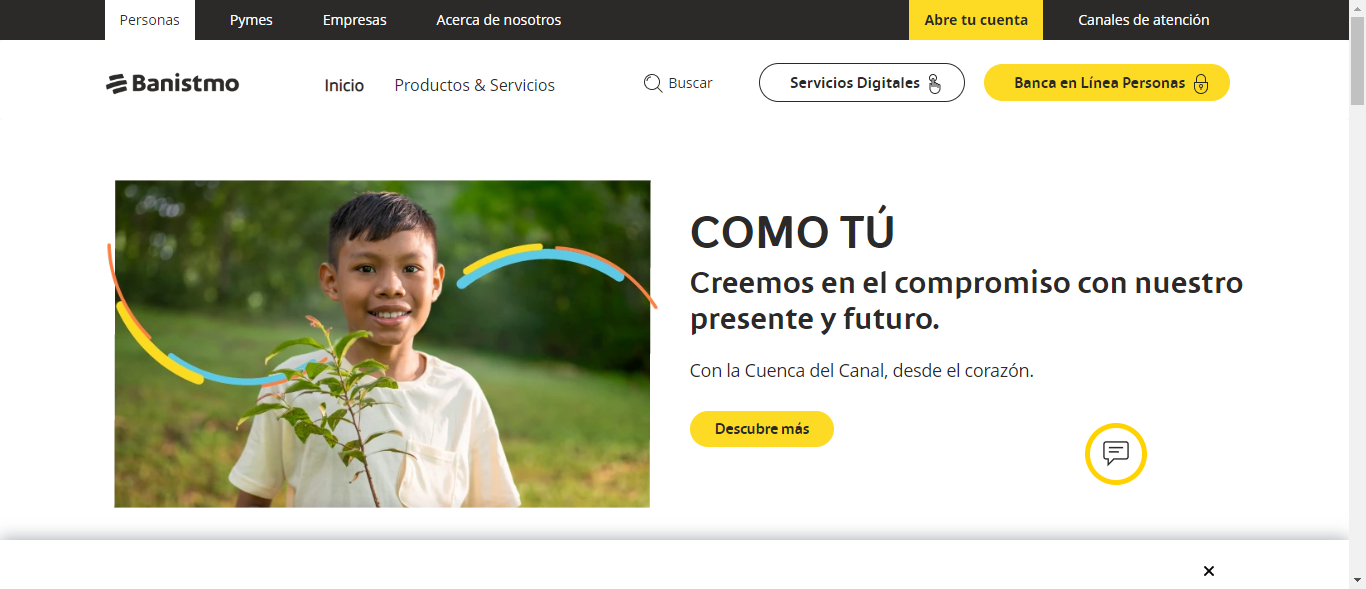 Personas
Pymes
Empresas
Acerca de nosotros
Abre tu cuenta
Canales de atención
Banistmo
Inicio
Productos & Servicios
Buscar
Servicios Digitales
Banca en Línea Personas
COMO TÚ
Creemos en el compromiso con nuestro
presente y futuro.
Con la Cuenca del Canal, desde el corazón.
Descubre más